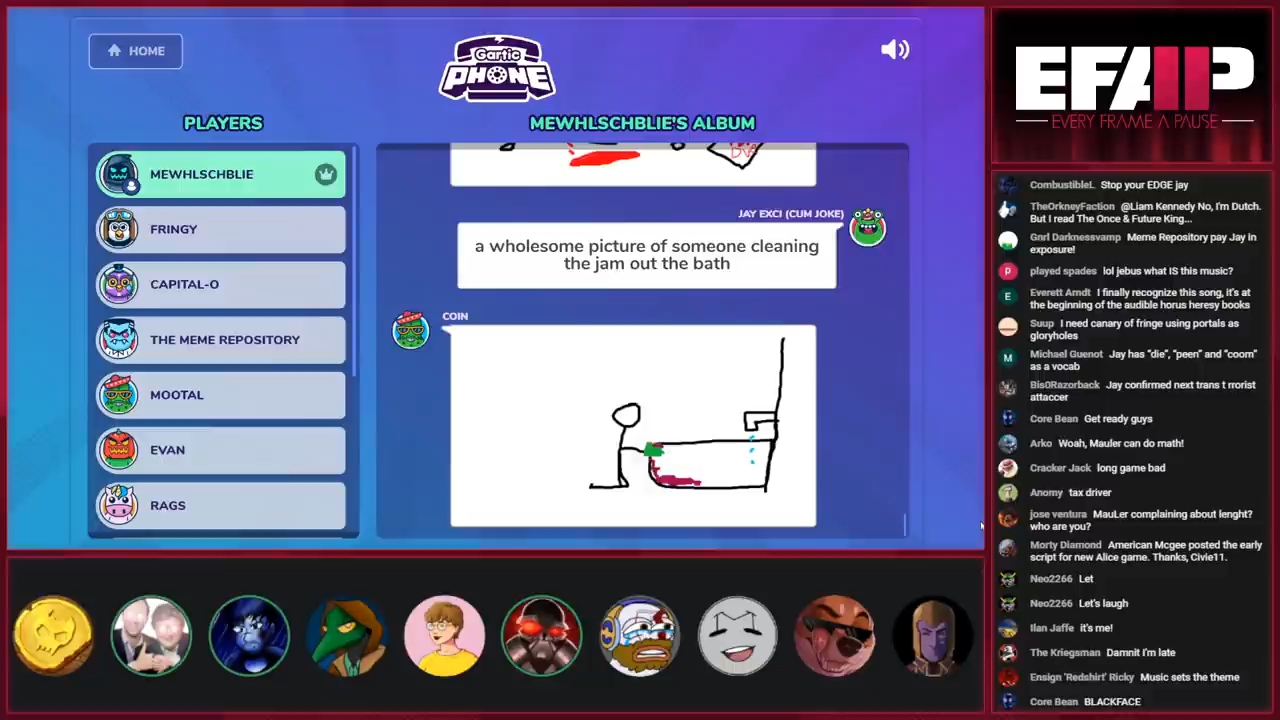 HOME
Gartic
PHONE
PLAYERS
MEWHLSCHBLIE
FRINGY
CAPITAL-O
THE MEME REPOSITORY
MOOTAL
EVAN
RAGS
MEWHLSCHBLIE'S ALBUM
JAY EXCI (CUM JOKE)
a wholesome picture of someone cleaning
the jam out the bath
COIN
EFAP
EVERY FRAME A PAUSE
CombustibleL Stop your EDGE jay
TheOrkneyFaction @Liam Kennedy No, I'm Dutch.
But I read The Once & Future King...
Gnrl Darknessvamp Meme Repository pay Jay in
exposure!
played spades lol jebus what IS this music?
Everett Arndt I finally recognize this song, it's at
the beginning of the audible horus heresy books
Suup I need canary of fringe using portals as
gloryholes
Michael Guenot Jay has "die", "peen" and "coom"
as a vocab
Bis0Razorback Jay confirmed next trans t rrorist
attaccer
Core Bean Get ready guys
Arko Woah, Mauler can do math!
Cracker Jack long game bad
Anomy tax driver
jose ventura MauLer complaining about lenght?
who are you?
Morty Diamond American Mcgee posted the early
script for new Alice game. Thanks, Civie11.
Neo2266 Let
Neo2266 Let's laugh
Ilan Jaffe it's me!
The Kriegsman Damnit I'm late
Ensign 'Redshirt' Ricky Music sets the theme
Core Bean BLACKFACE